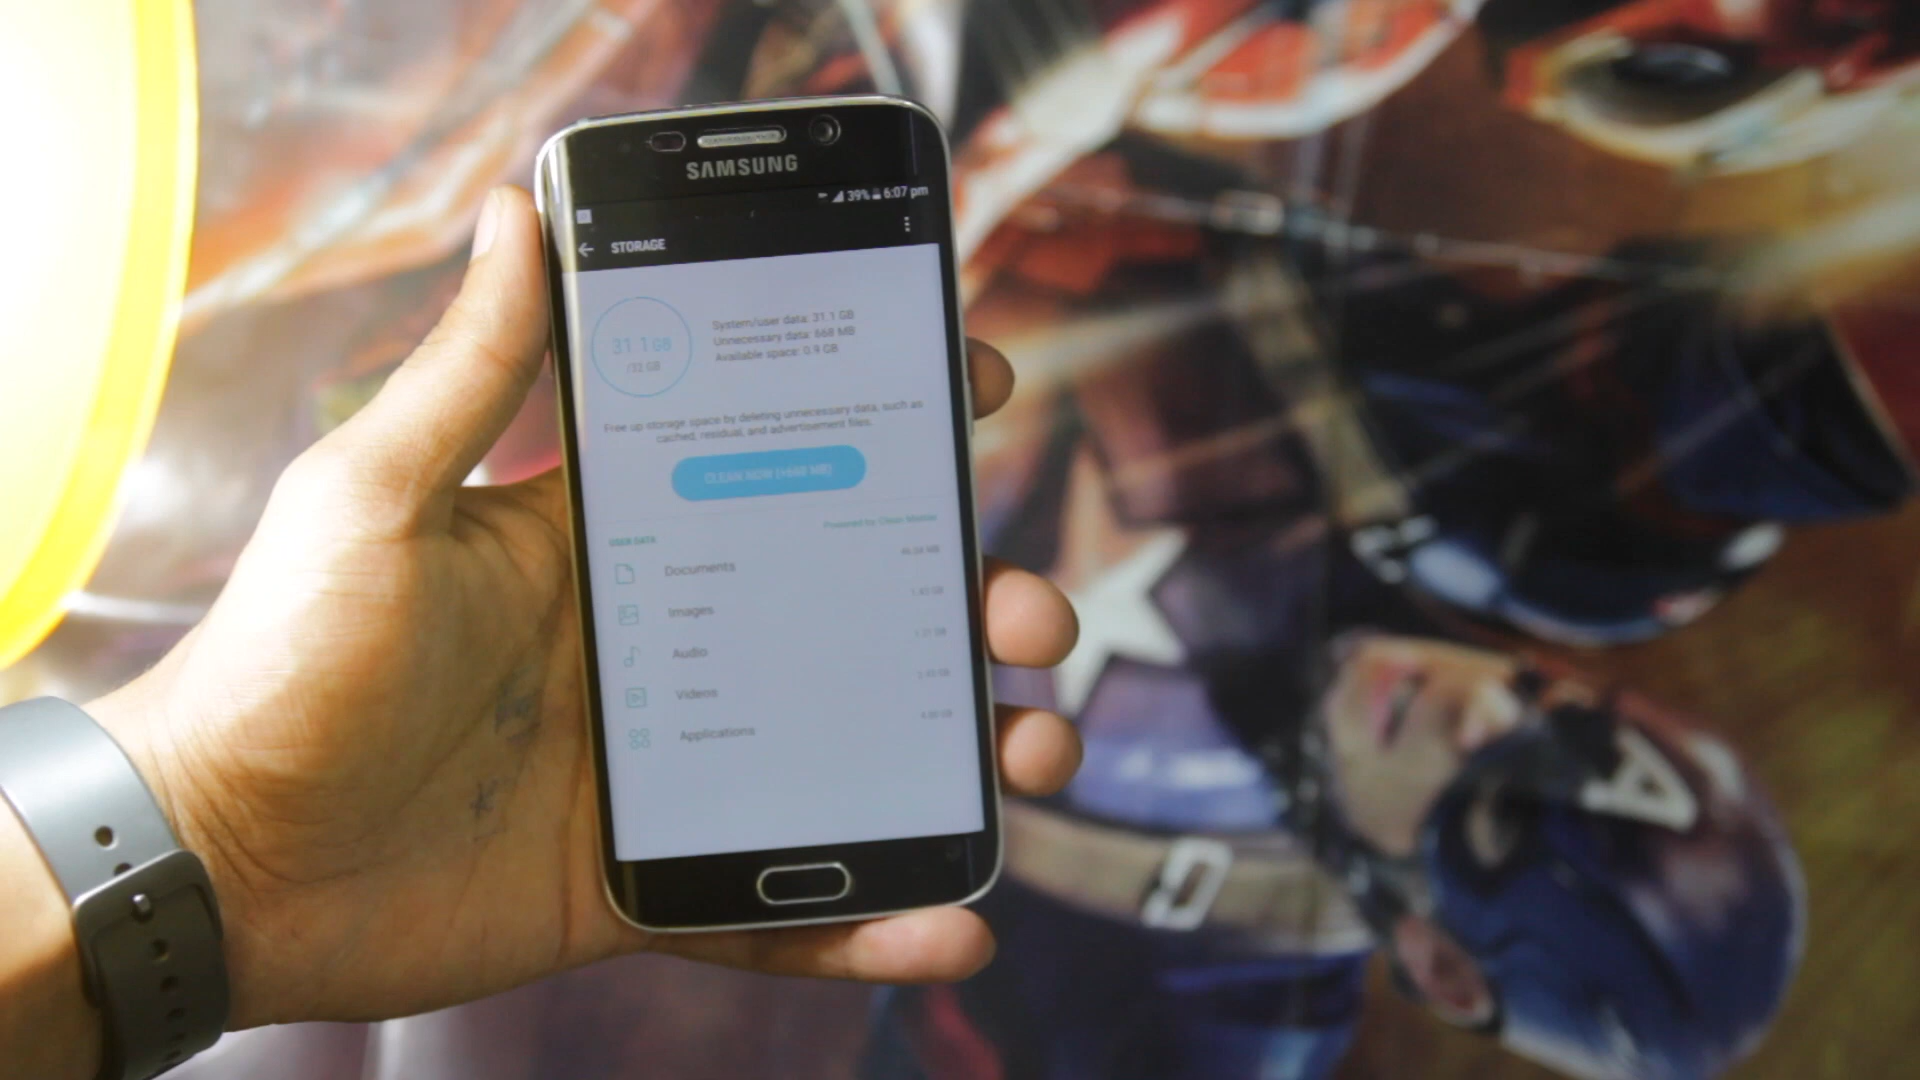 SAMSUNG
39% 6:07 pm
STORAGE
31.1 GB
/32 GB
System/user data: 31.1 GB
Unnecessary data: 668 MB
Available space: 0.9 GB
Free up storage space by deleting unnecessary data, such as
cached, residual, and advertisement files.
CLEAN NOW (+668 MB)
Powered by Clean Master
USER DATA
Documents
Images
Audio
Videos
Applications
A